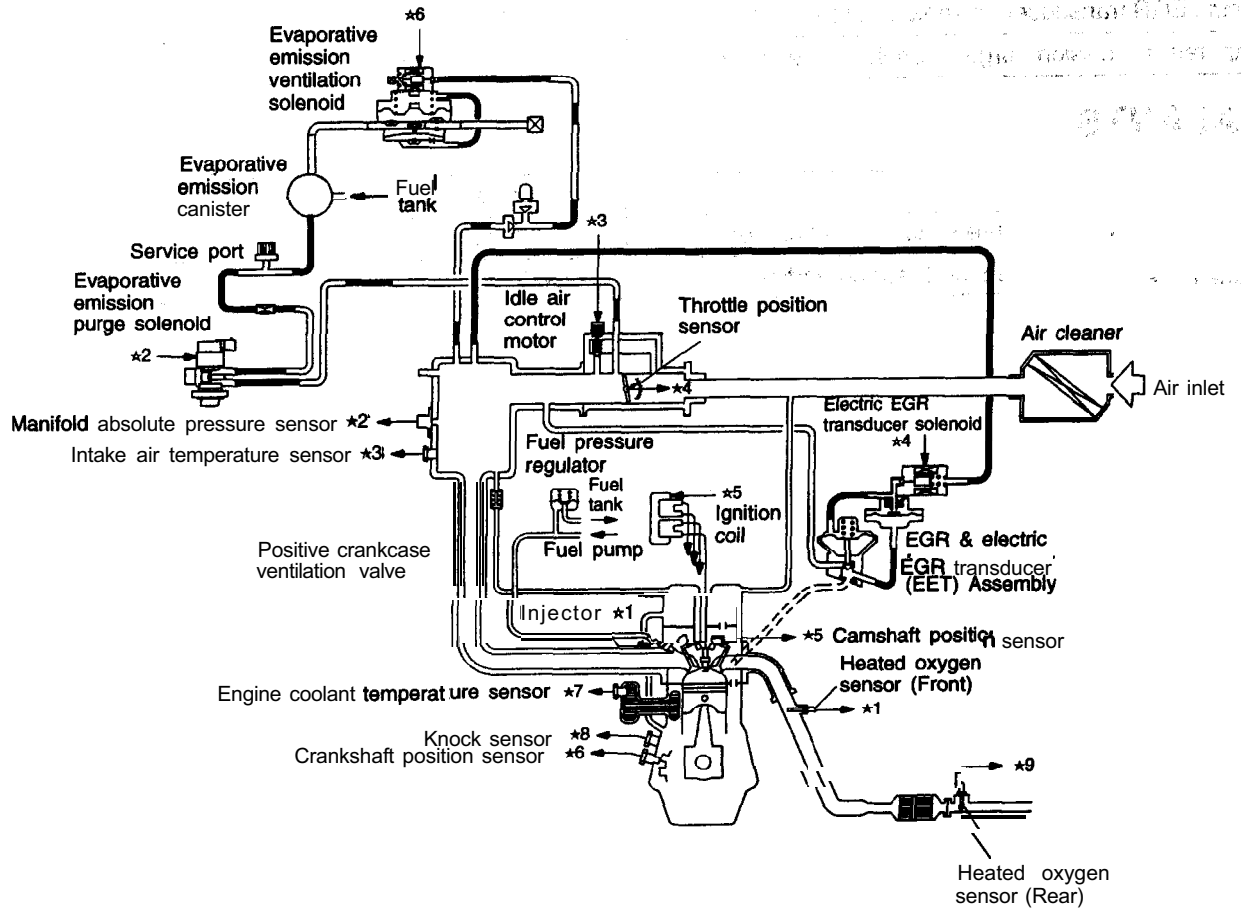 ★6
Evaporative
emission
ventilation
solenoid
Evaporative
emission
canister
Fuel
tank
Service port
Evaporative
emission
purge solenoid
★2
★3
Idle air
control
motor
Throttle position
sensor
Air cleaner
Air inlet
★4
Manifold absolute pressure sensor ★2
Intake air temperature sensor ★3
Fuel pressure
regulator
Electric EGR
transducer solenoid
★4
Fuel
tank
Fuel pump
★5
Ignition
coil
Positive crankcase
ventilation valve
EGR & electric
EGR transducer
(EET) Assembly
Injector ★1
★5 Camshaft position sensor
Heated oxygen
sensor (Front)
★1
Engine coolant temperature sensor ★7
Knock sensor ★8
Crankshaft position sensor ★6
★9
Heated oxygen
sensor (Rear)